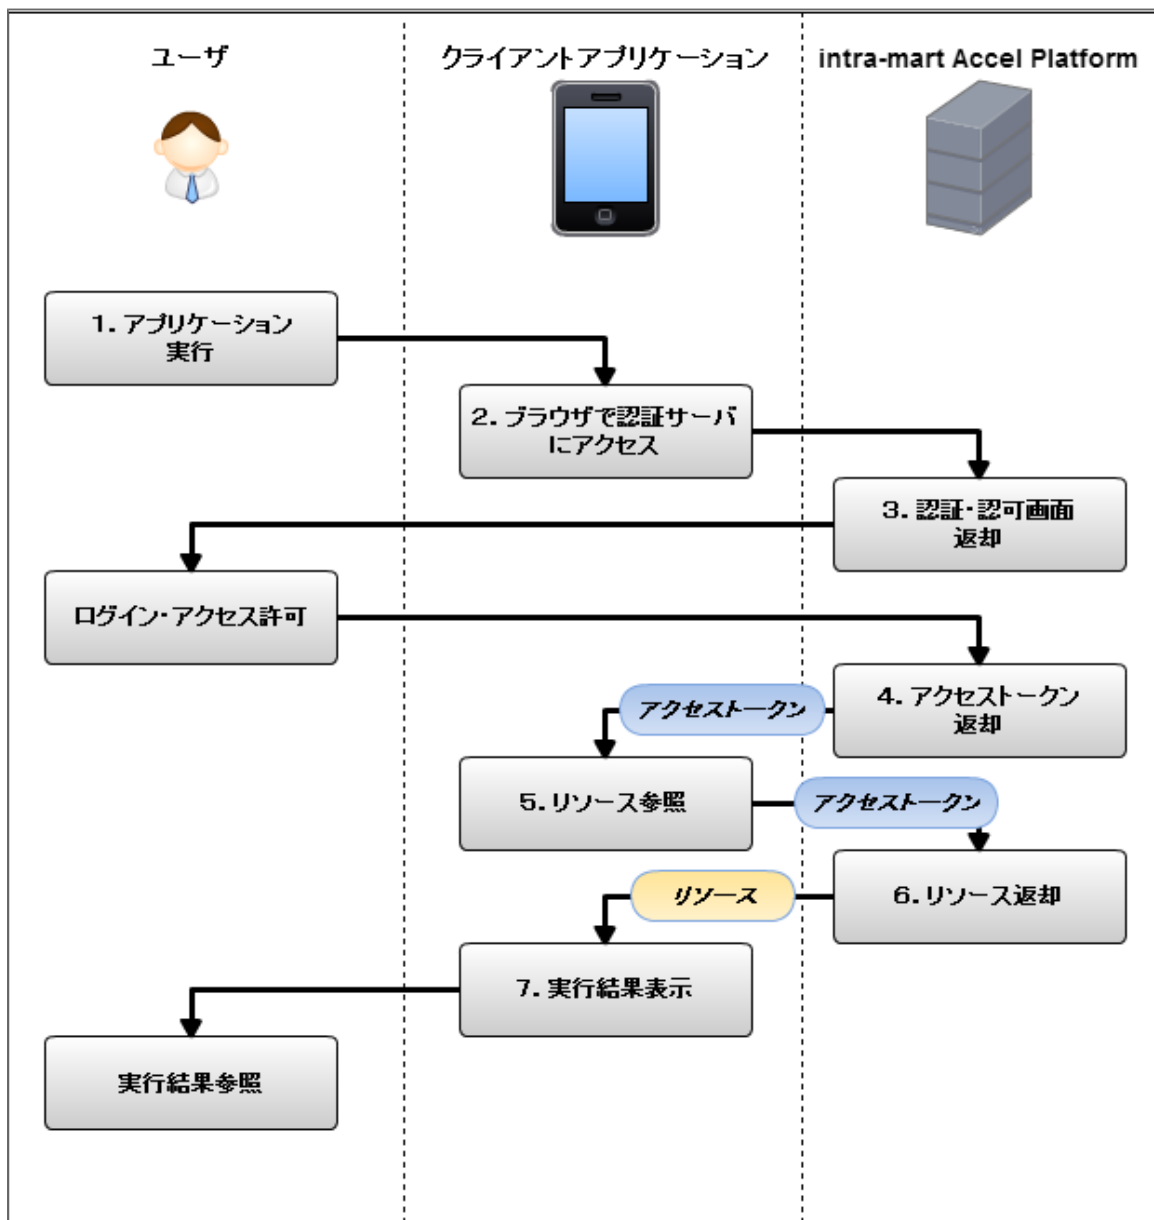 ユーザ
クライアントアプリケーション
intra-mart Accel Platform
1. アプリケーション
実行
2. ブラウザで認証サーバ
にアクセス
3. 認証・認可画面
返却
ログイン・アクセス許可
4. アクセストークン
返却
アクセストークン
5. リソース参照
アクセストークン
6. リソース返却
リソース
7. 実行結果表示
実行結果参照